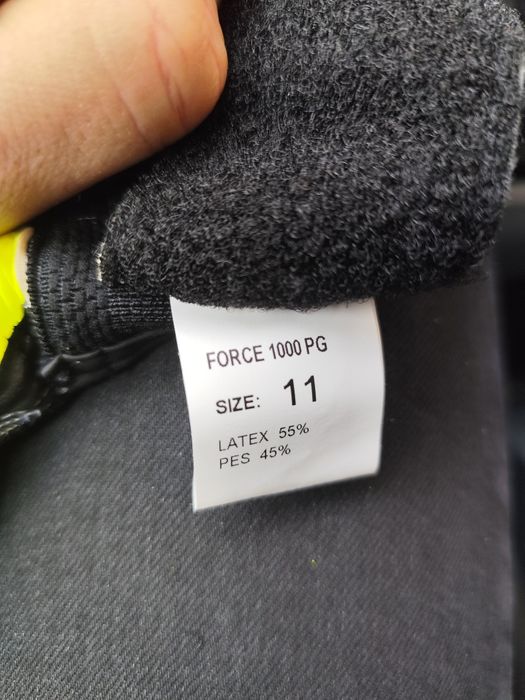 FORCE 1000 PG
SIZE: 11
LATEX 55%
PES 45%